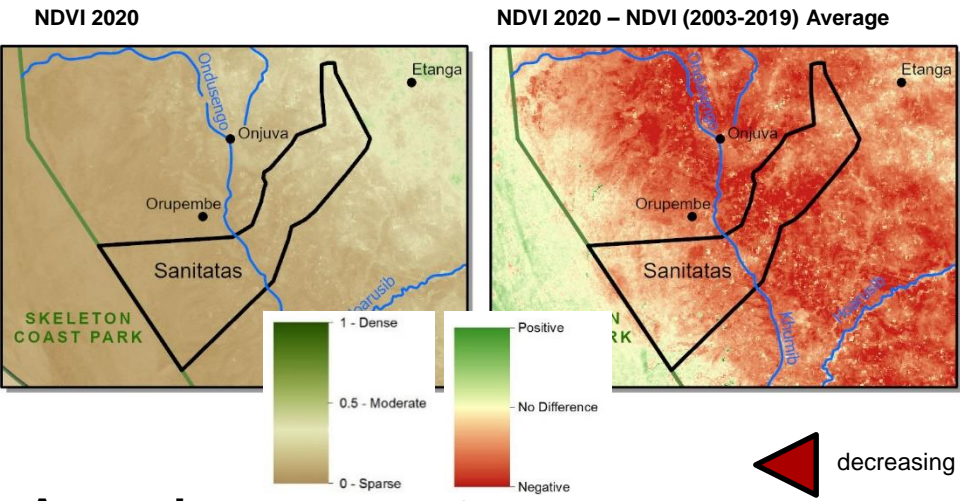 NDVI 2020
NDVI 2020 – NDVI (2003-2019) Average
Etanga
Ondusengo
Onjuva
Orupembe
Sanitatas
SKELETON
COAST PARK
Etanga
Ondusengo
Onjuva
Orupembe
Sanitatas
Khumib
Hoarusib
1 - Dense
0.5 - Moderate
0 - Sparse
Positive
No Difference
Negative
decreasing